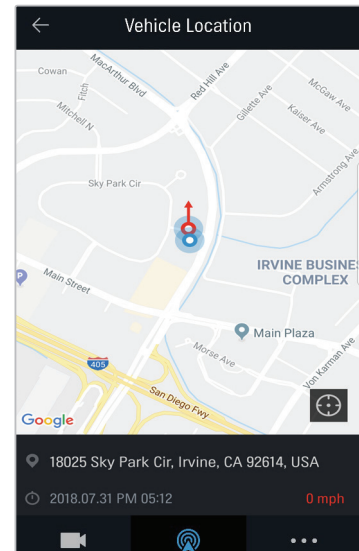 Vehicle Location
Cowan
MacArthur Blvd
Fitch
Mitchell N
Red Hill Ave
Gillette Ave
McGaw Ave
Kaiser Ave
Armstrong Ave
Sky Park Cir
IRVINE BUSINES
COMPLEX
P
Main Street
Main Plaza
Morse Ave
Von Karman Ave
405
San Diego Fwy
Google
18025 Sky Park Cir, Irvine, CA 92614, USA
2018.07.31 PM 05:12
0 mph